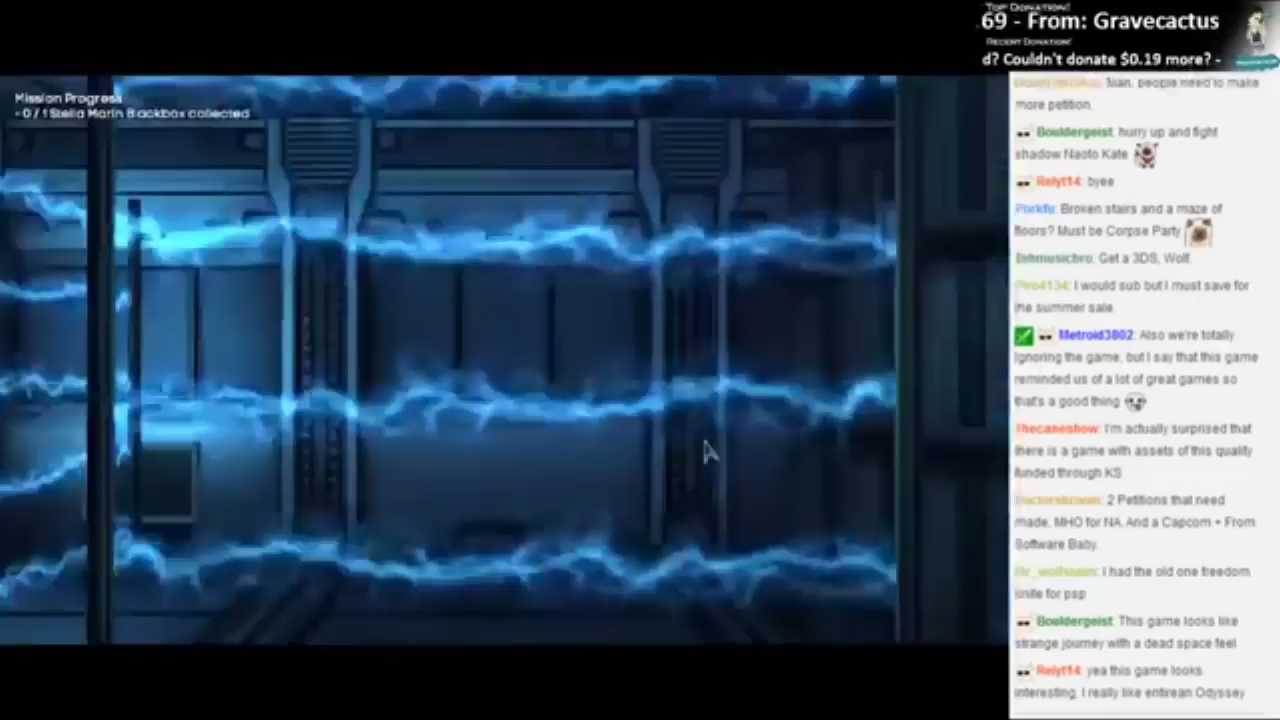 TOP DONATION!
69 - From: Gravecactus
RECENT DONATION!
d? Couldn't donate $0.19 more? -
Mission Progress
- 0 / 1 Stella Marin Blackbox collected
people need to make
more petition.
Bouldergeist: hurry up and fight
shadow Naoto Kate
Relyt14: byee
Porkfu: Broken stairs and a maze of
floors? Must be Corpse Party
Get a 3DS, Wolf.
I would sub but I must save for
the summer sale.
Metroid3802: Also we're totally
ignoring the game, but I say that this game
reminded us of a lot of great games so
that's a good thing
Thecaneshow: I'm actually surprised that
there is a game with assets of this quality
funded through KS
Doctorshroom: 2 Petitions that need
made, MHO for NA. And a Capcom + From
Software Baby.
I had the old one freedom
unite for psp
Bouldergeist: This game looks like
strange journey with a dead space feel
Relyt14: yea this game looks
interesting, I really like entirean Odyssey